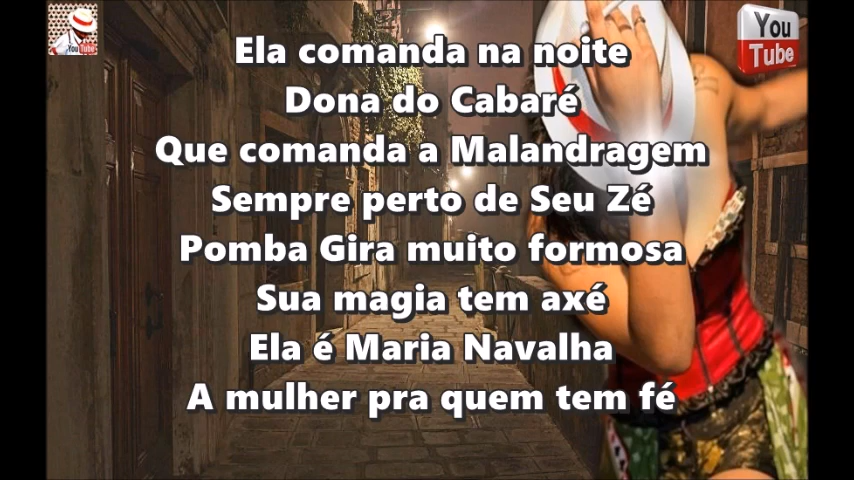 YouTube
You
Tube
Ela comanda na noite
Dona do Cabaré
Que comanda a Malandragem
Sempre perto de Seu Zé
Pomba Gira muito formosa
Sua magia tem axé
Ela é Maria Navalha
A mulher pra quem tem fé